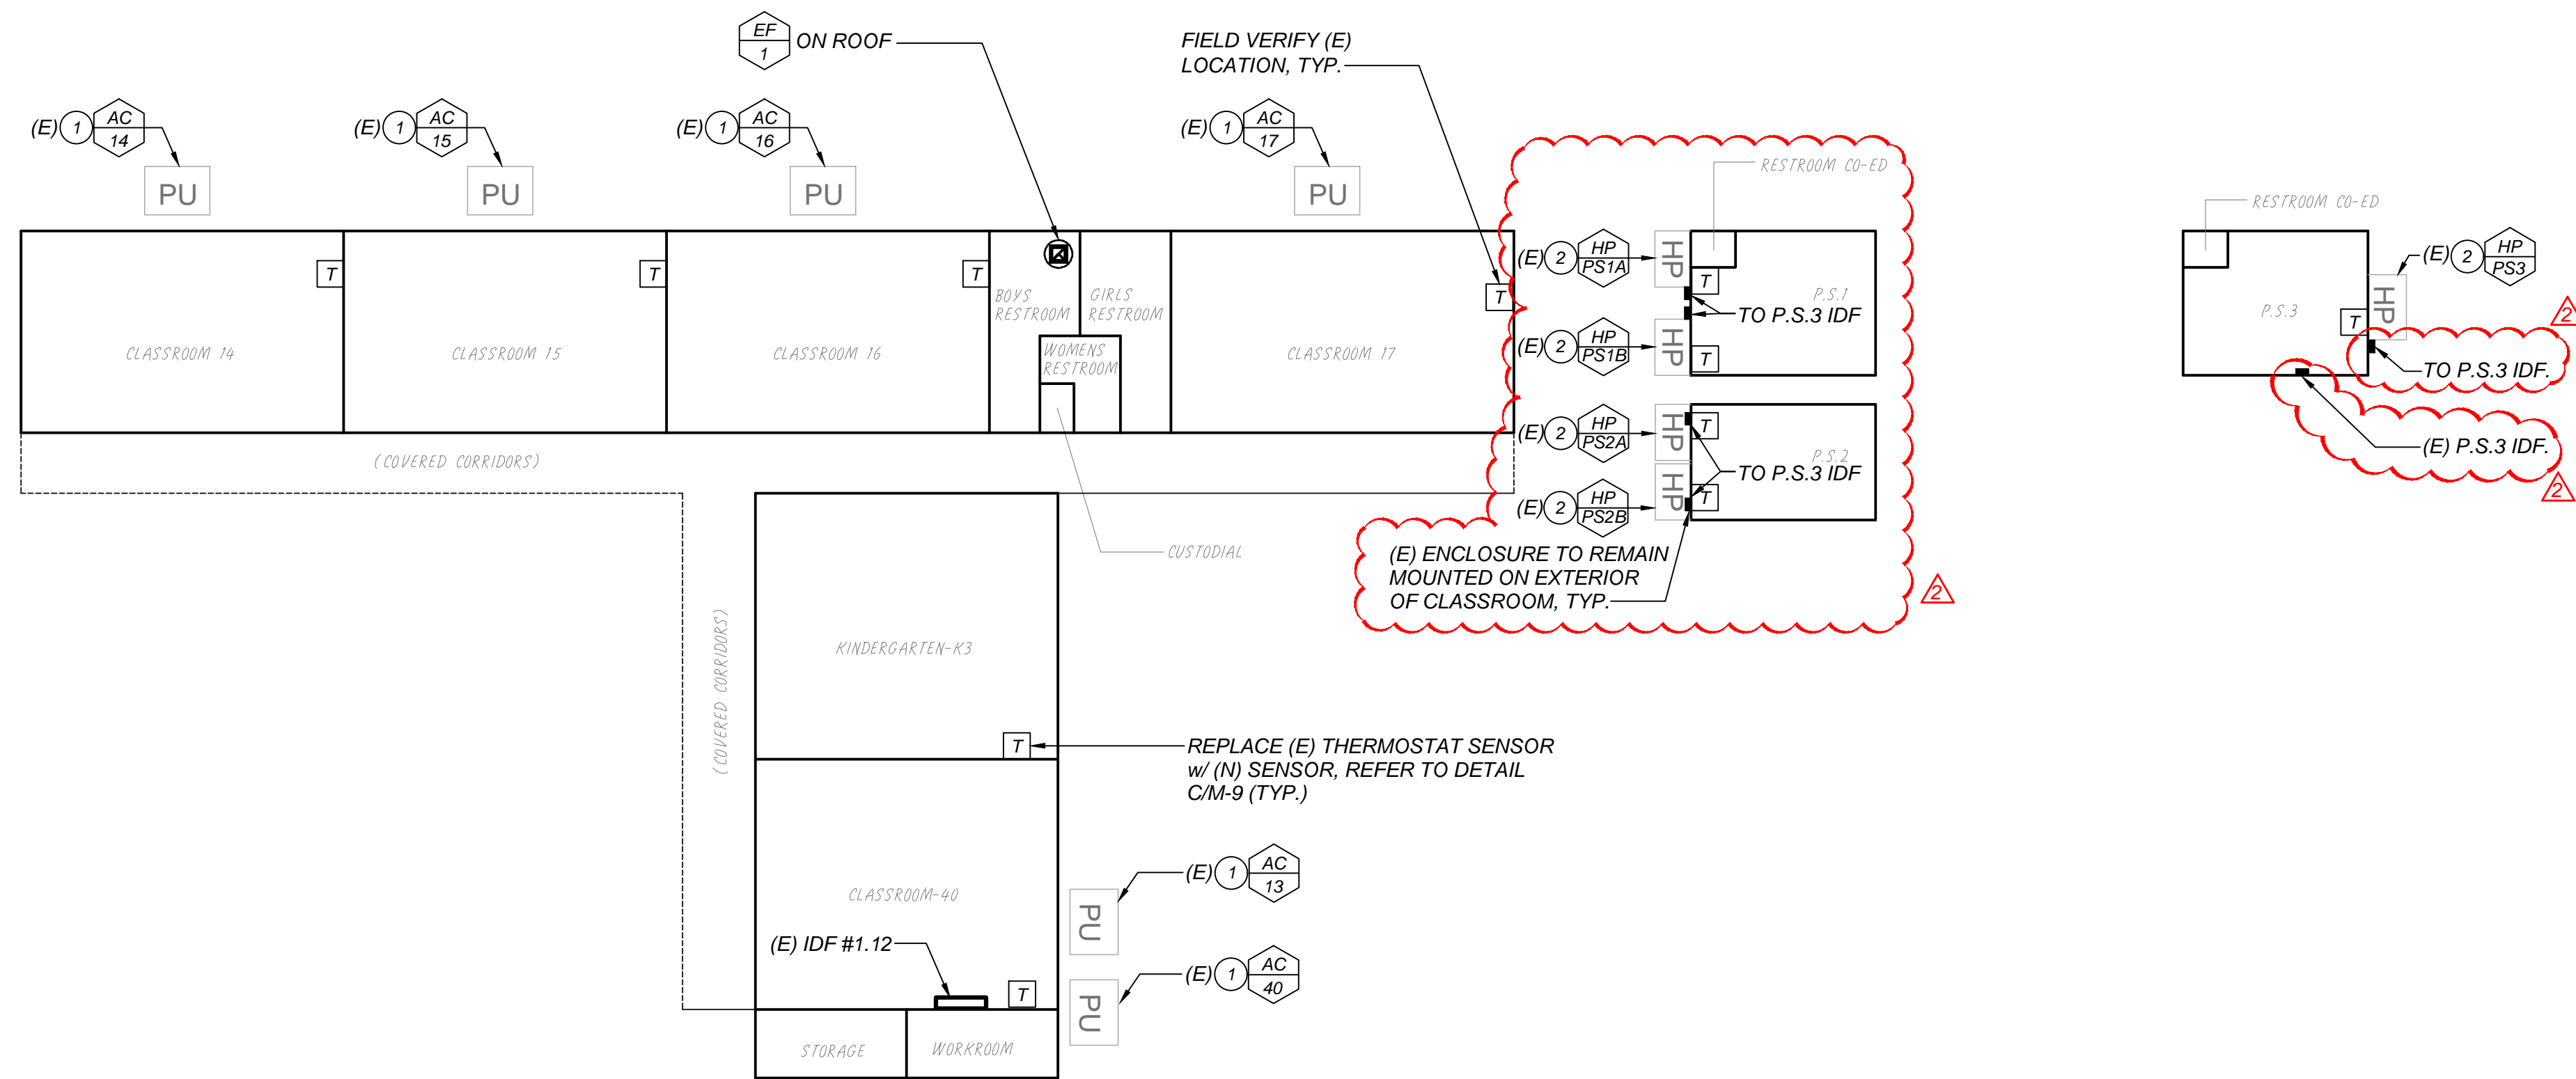 EF
1
ON ROOF
FIELD VERIFY (E)
LOCATION, TYP.
(E) 1 AC
14
(E) 1 AC
15
(E) 1 AC
16
(E) 1 AC
17
PU
PU
PU
PU
RESTROOM CO-ED
RESTROOM CO-ED
T
T
T
T
BOYS
RESTROOM
GIRLS
RESTROOM
WOMENS
RESTROOM
CLASSROOM 14
CLASSROOM 15
CLASSROOM 16
CLASSROOM 17
(E) 2 HP
PS1A
HP
T
P.S.1
TO P.S.3 IDF
(E) 2 HP
PS1B
HP
T
(E) 2 HP
PS2A
HP
T
P.S.2
TO P.S.3 IDF
(E) 2 HP
PS2B
HP
T
(E) ENCLOSURE TO REMAIN
MOUNTED ON EXTERIOR
OF CLASSROOM, TYP.
2
P.S.3
T
HP
(E) 2 HP
PS3
2
TO P.S.3 IDF.
(E) P.S.3 IDF.
2
(COVERED CORRIDORS)
CUSTODIAL
(COVERED CORRIDORS)
KINDERGARTEN-K3
T
REPLACE (E) THERMOSTAT SENSOR
w/ (N) SENSOR, REFER TO DETAIL
C/M-9 (TYP.)
CLASSROOM-40
(E) IDF #1.12
T
PU
(E) 1 AC
13
PU
(E) 1 AC
40
STORAGE
WORKROOM